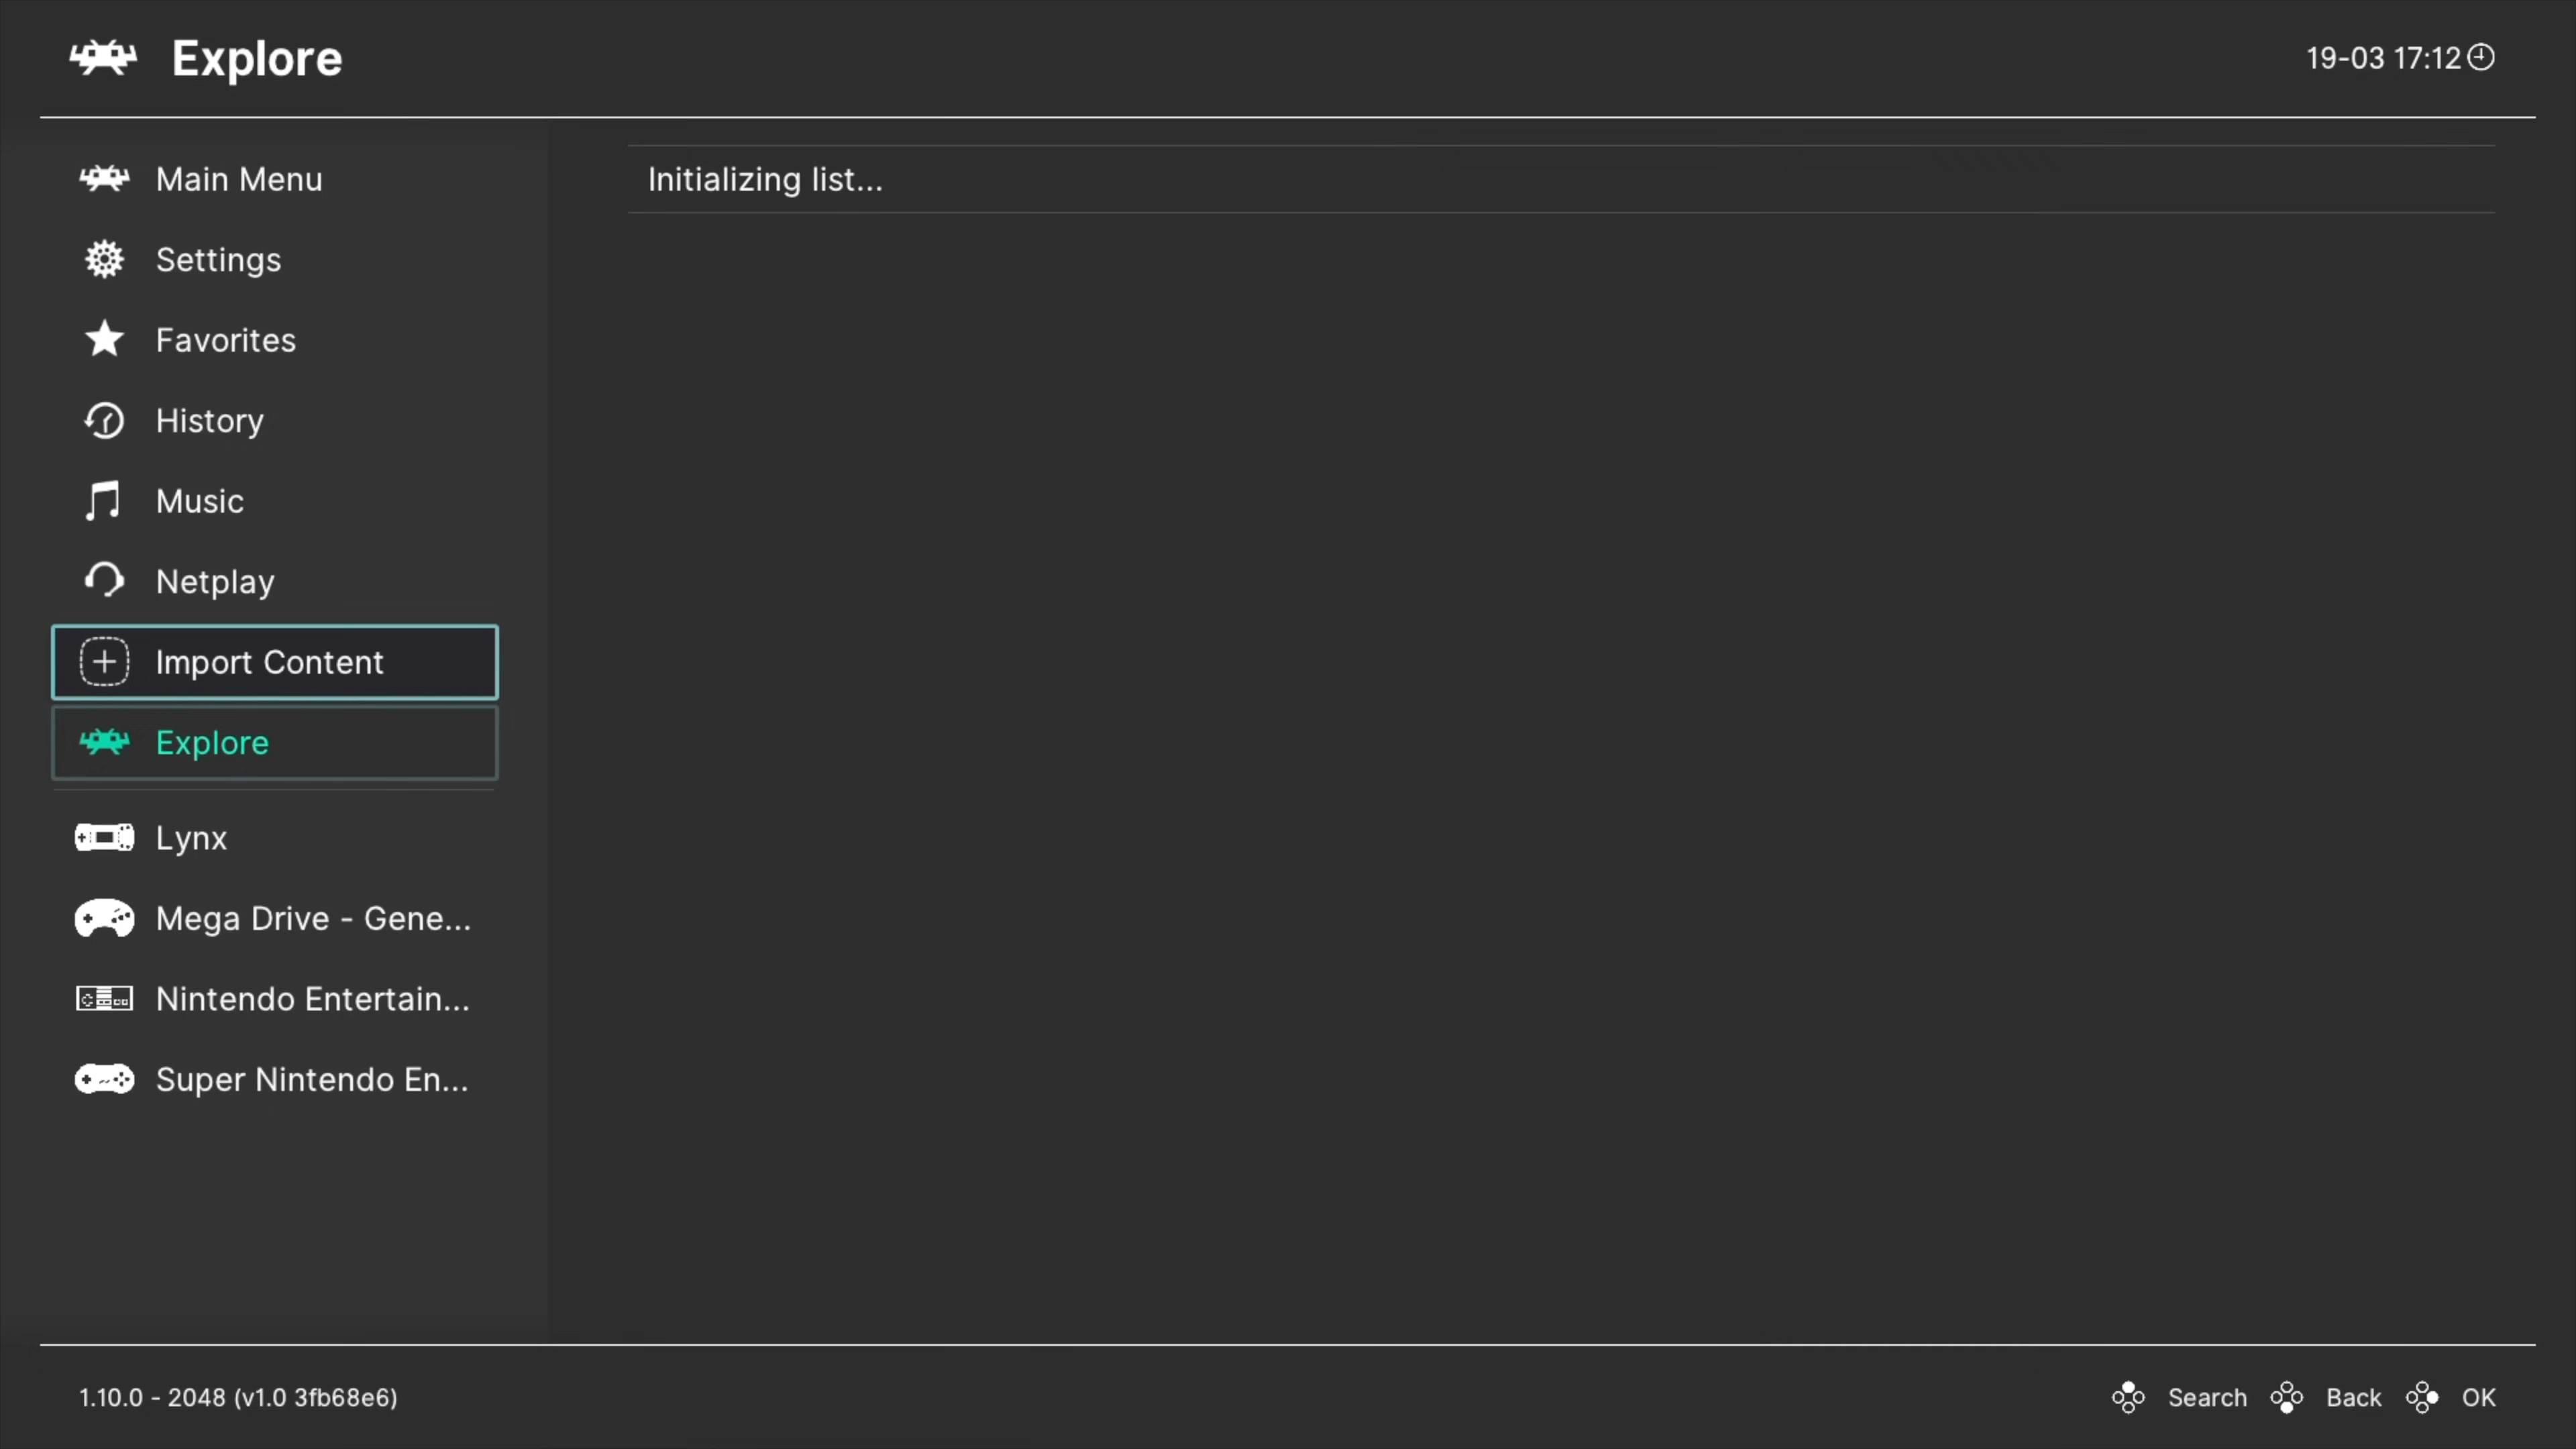 Explore
19-03 17:12
Main Menu
Settings
Favorites
History
Music
Netplay
Import Content
Explore
Lynx
Mega Drive - Gene...
Nintendo Entertain...
Super Nintendo En...
Initializing list...
1.10.0 - 2048 (v1.0 3fb68e6)
Search Back OK